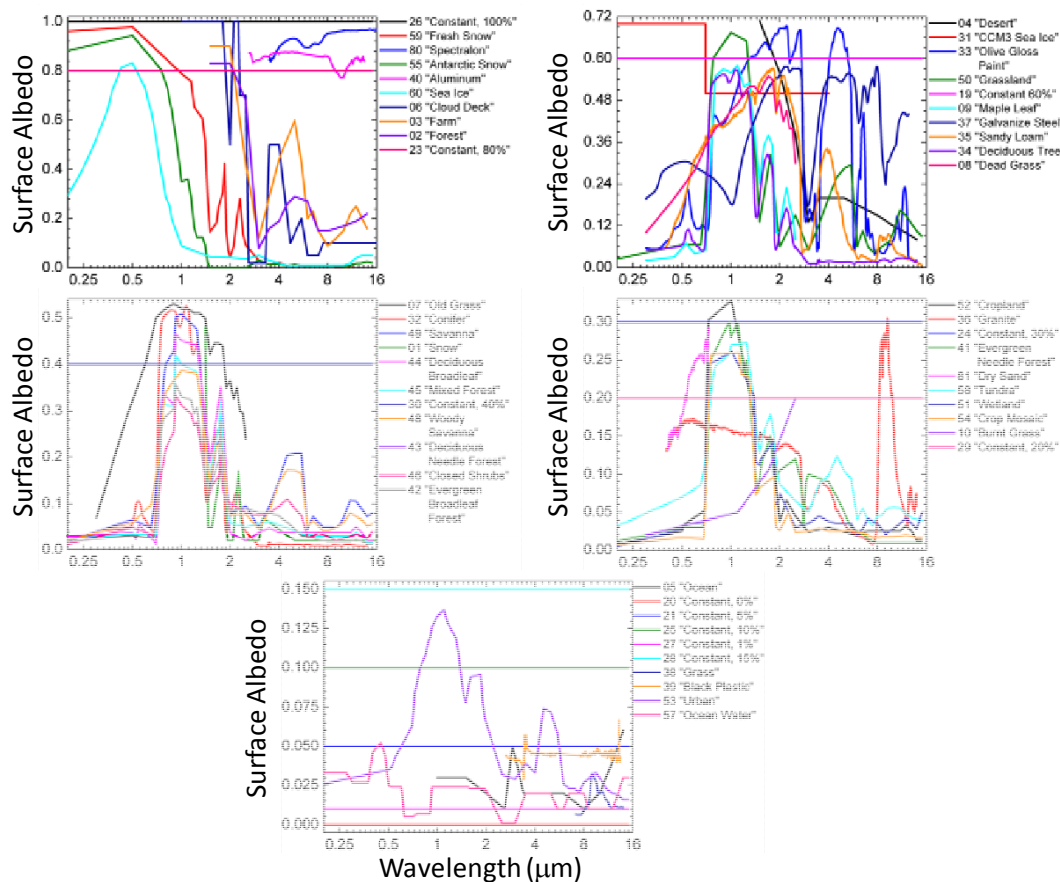 Surface Albedo
1.0
0.8
0.6
0.4
0.2
0.0
0.25 0.5 1 2 4 8 16
26 "Constant, 100%"
59 "Fresh Snow"
80 "Spectralon"
55 "Antarctic Snow"
40 "Aluminum"
60 "Sea Ice"
06 "Cloud Deck"
03 "Farm"
02 "Forest"
23 "Constant, 80%"
Surface Albedo
0.72
0.60
0.48
0.36
0.24
0.12
0.00
0.25 0.5 1 2 4 8 16
04 "Desert"
31 "CCM3 Sea Ice"
33 "Olive Gloss
Paint"
50 "Grassland"
19 "Constant 60%"
09 "Maple Leaf"
37 "Galvanize Steel"
35 "Sandy Loam"
34 "Deciduous Tree"
08 "Dead Grass"
Surface Albedo
0.5
0.4
0.3
0.2
0.1
0.0
0.25 0.5 1 2 4 8 16
07 "Old Grass"
32 "Conifer"
49 "Savanna"
01 "Snow"
44 "Deciduous
Broadleaf"
45 "Mixed Forest"
"Constant, 40%"
48 "Woody
Savanna"
43 "Deciduous
Needle Forest"
46 "Closed Shrubs"
42 "Evergreen
Broadleaf
Forest"
Surface Albedo
0.30
0.25
0.20
0.15
0.10
0.05
0.00
0.25 0.5 1 2 4 8 16
52 "Cropland"
36 "Granite"
24 "Constant, 30%"
41 "Evergreen
Needle Forest"
81 "Dry Sand"
58 "Tundra"
51 "Wetland"
54 "Crop Mosaic"
10 "Burnt Grass"
29 "Constant, 20%"
Surface Albedo
0.150
0.125
0.100
0.075
0.050
0.025
0.000
0.25 0.5 1 2 4 8 16
05 "Ocean"
20 "Constant, 0%"
21 "Constant, 5%"
"Constant, 10%"
27 "Constant, 1%"
28 "Constant, 15%"
38 "Grass"
39 "Black Plastic"
53 "Urban"
57 "Ocean Water"
Wavelength (μm)